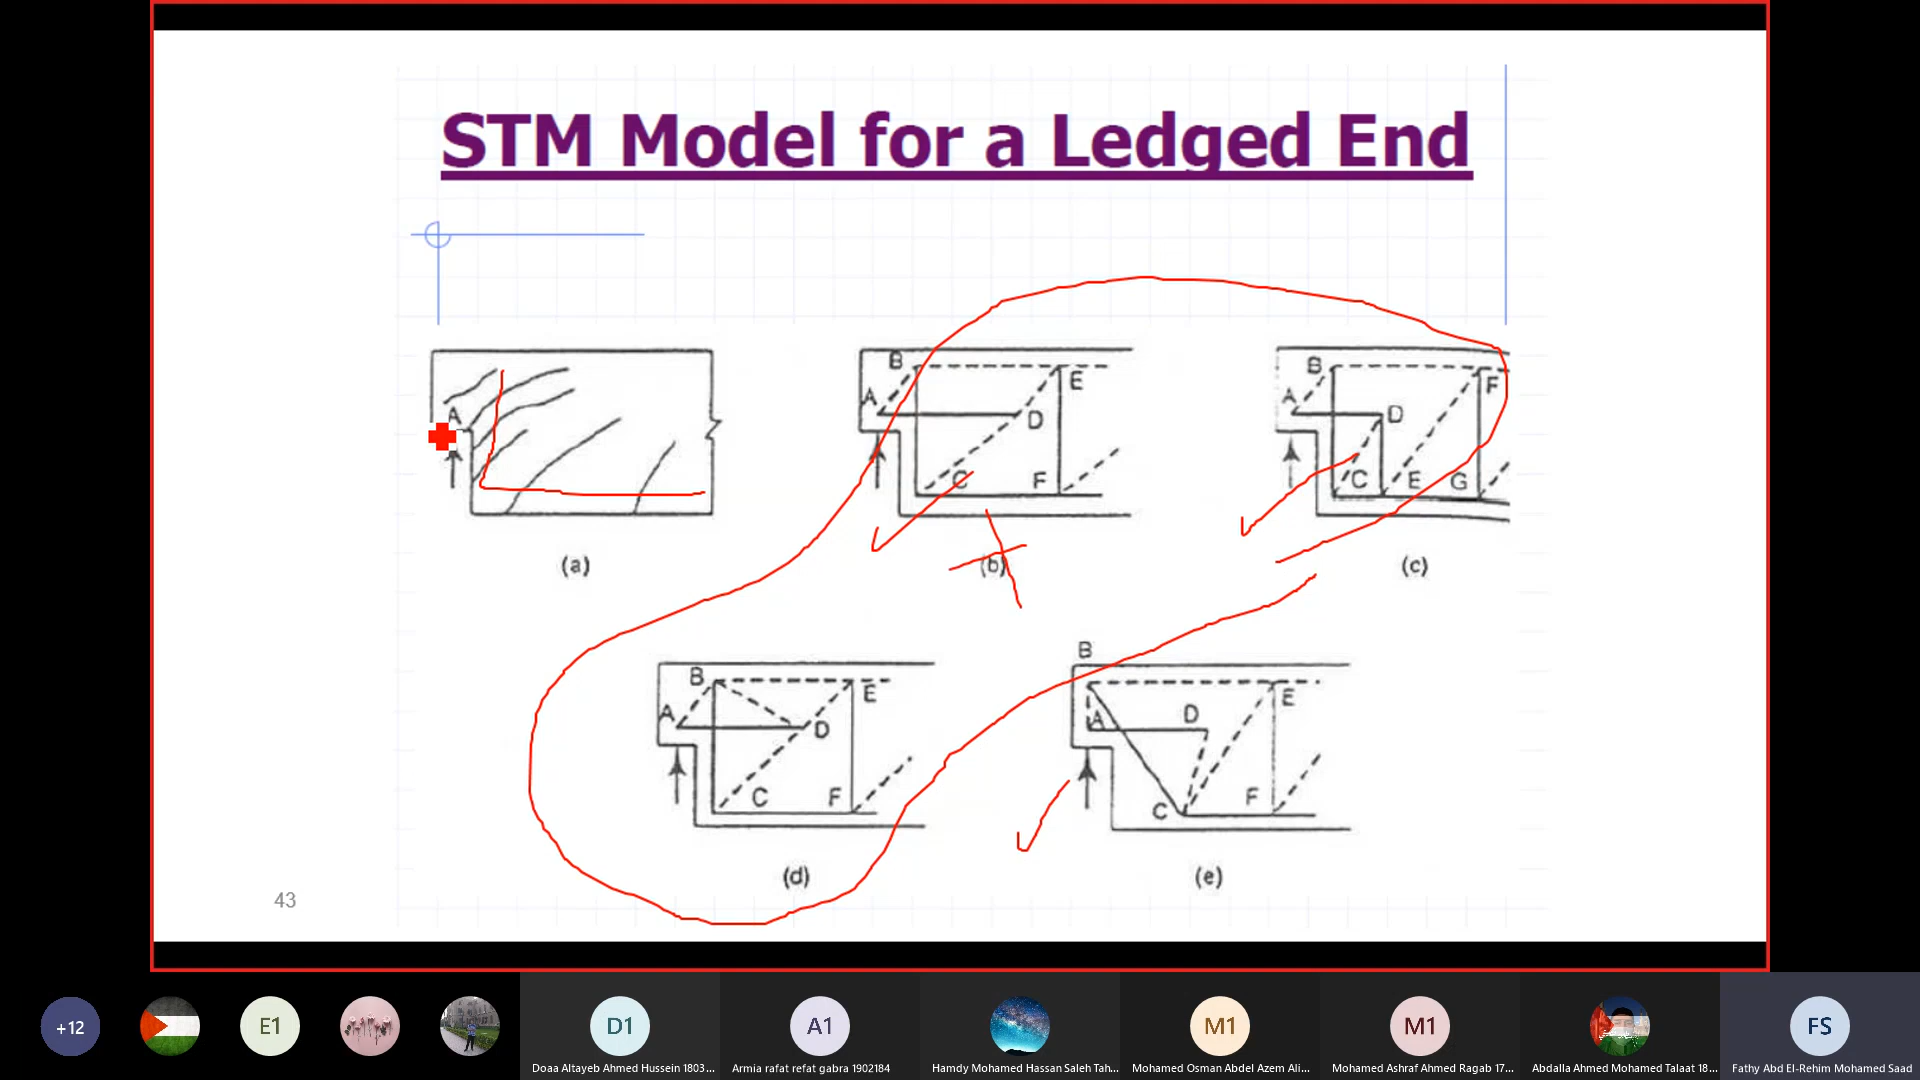 STM Model for a Ledged End
A
(a)
B
A
E
D
C
F
(b)
B
A
F
D
C
E
G
(c)
B
A
E
D
C
F
(d)
B
A
D
E
C
F
(e)
43
+12
E1
D1
A1
M1
M1
FS
Doaa Altayeb Ahmed Hussein 1803...
Armia rafat refat gabra 1902184
Hamdy Mohamed Hassan Saleh Tah...
Mohamed Osman Abdel Azem Ali...
Mohamed Ashraf Ahmed Ragab 17...
Abdalla Ahmed Mohamed Talaat 18...
Fathy Abd El-Rehim Mohamed Saad